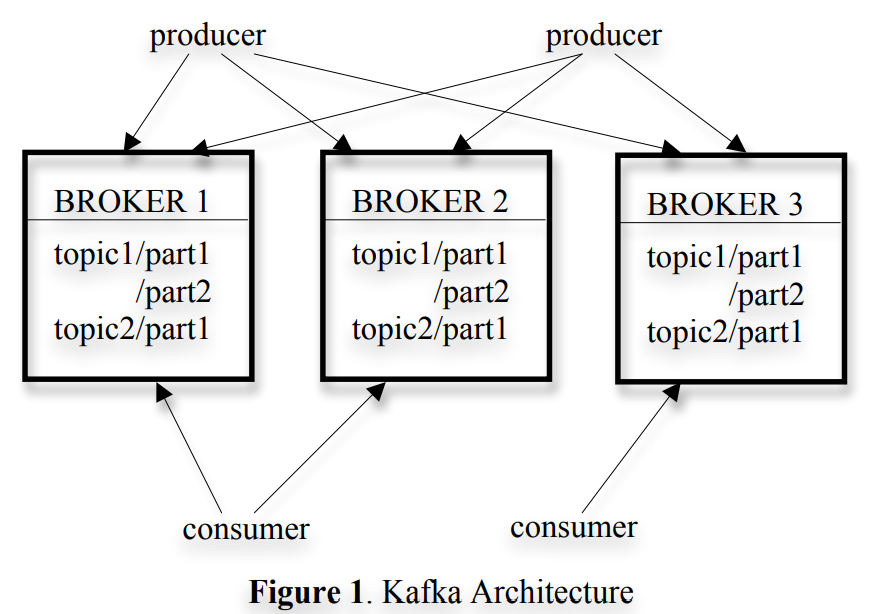 producer producer
BROKER 1
topic1/part1
/part2
topic2/part1
BROKER 2
topic1/part1
/part2
topic2/part1
BROKER 3
topic1/part1
/part2
topic2/part1
consumer consumer
Figure 1. Kafka Architecture